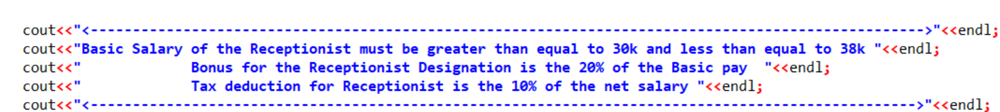 cout<<"<--------------------------------------------------------------------------------------------------->"<<endl;
cout<<"Basic Salary of the Receptionist must be greater than equal to 30k and less than equal to 38k "<<endl;
cout<<"             Bonus for the Receptionist Designation is the 20% of the Basic pay  "<<endl;
cout<<"             Tax deduction for Receptionist is the 10% of the net salary "<<endl;
cout<<"<-------------------------------------------------------------------------------------------------->"<<endl;